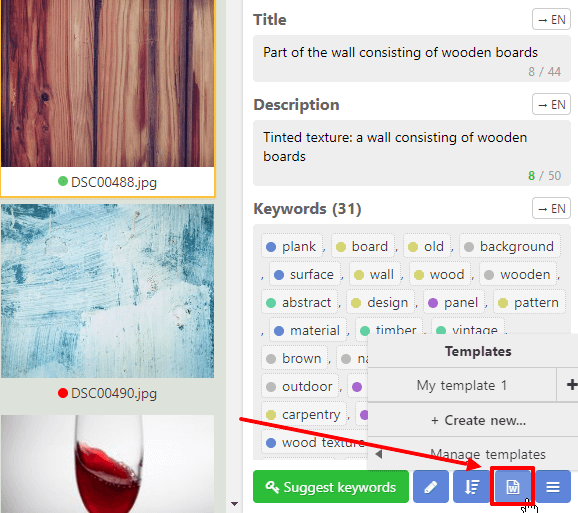 Title
→ EN
Part of the wall consisting of wooden boards
8 / 44
DSC00488.jpg
Description
→ EN
Tinted texture: a wall consisting of wooden
boards
8 / 50
Keywords (31)
→ EN
plank , board , old , background
, surface , wall , wood , wooden ,
abstract , design , panel , pattern
, material , timber , vintage ,
brown , na
outdoor ,
carpentry ,
wood texture
DSC00490.jpg
Templates
My template 1 +
+ Create new...
Manage templates
Suggest keywords
W